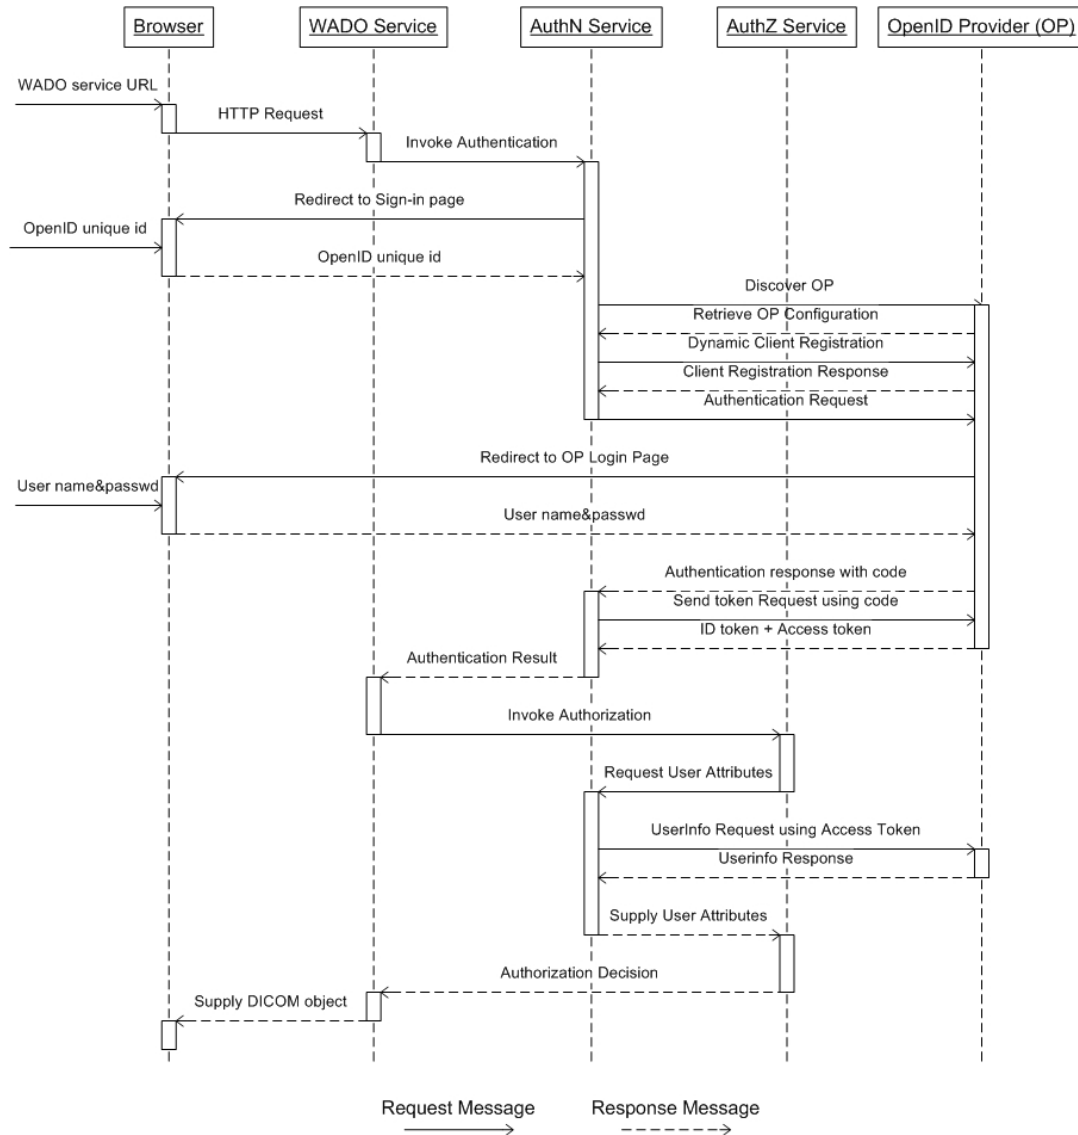 Browser
WADO Service
AuthN Service
AuthZ Service
OpenID Provider (OP)
WADO service URL
HTTP Request
Invoke Authentication
Redirect to Sign-in page
OpenID unique id
OpenID unique id
Discover OP
Retrieve OP Configuration
Dynamic Client Registration
Client Registration Response
Authentication Request
Redirect to OP Login Page
User name&passwd
User name&passwd
Authentication response with code
Send token Request using code
ID token + Access token
Authentication Result
Invoke Authorization
Request User Attributes
UserInfo Request using Access Token
Userinfo Response
Supply User Attributes
Authorization Decision
Supply DICOM object
Request Message
Response Message